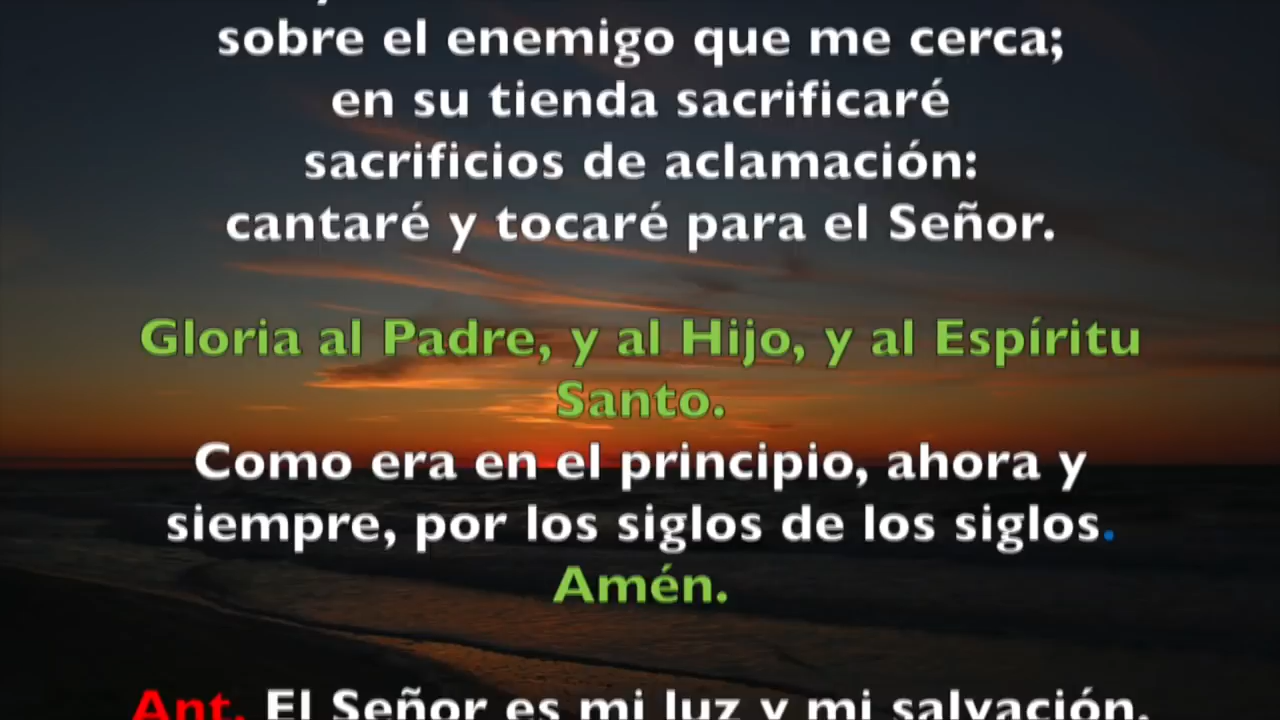 sobre el enemigo que me cerca;
en su tienda sacrificaré
sacrificios de aclamación:
cantaré y tocaré para el Señor.
Gloria al Padre, y al Hijo, y al Espíritu
Santo.
Como era en el principio, ahora y
siempre, por los siglos de los siglos.
Amén.
Ant. El Señor es mi luz y mi salvación.